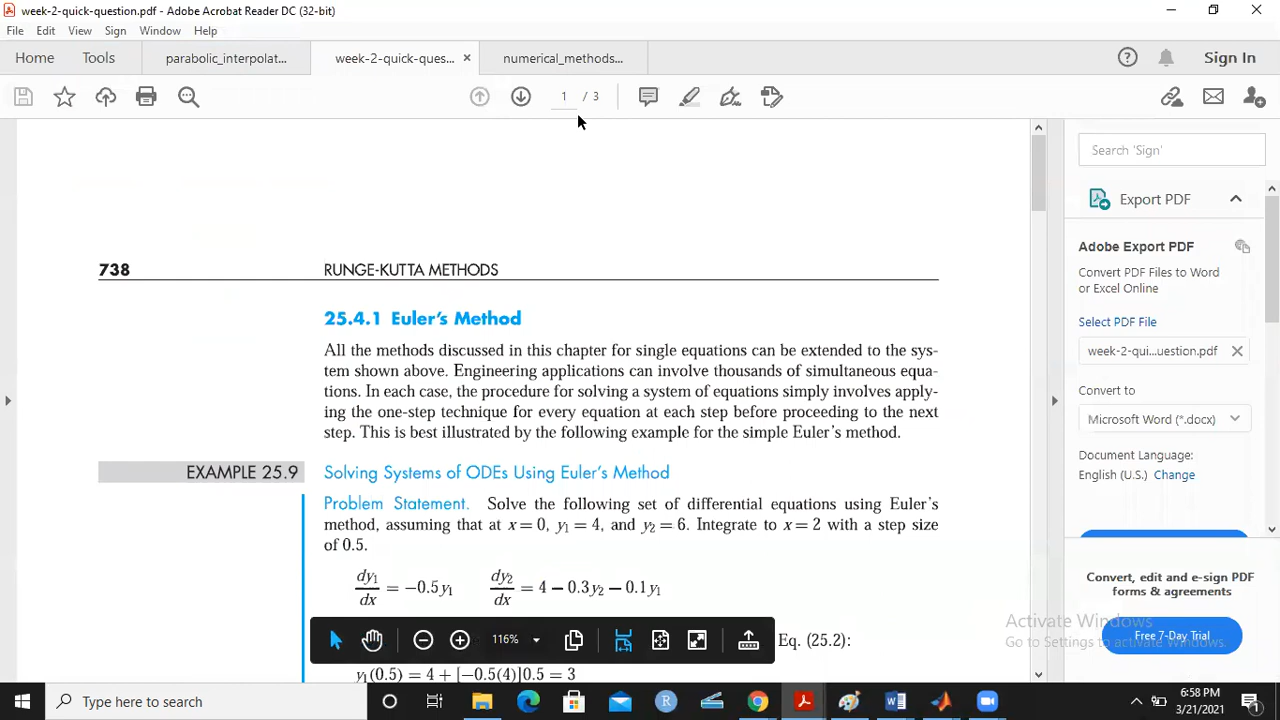 week-2-quick-question.pdf - Adobe Acrobat Reader DC (32-bit)
File Edit View Sign Window Help
Home Tools parabolic_interpolat... week-2-quick-ques... numerical_methods... Sign In
1 / 3
Search 'Sign'
Export PDF
Adobe Export PDF
Convert PDF Files to Word
or Excel Online
Select PDF File
week-2-qui...uestion.pdf
Convert to
Microsoft Word (*.docx)
Document Language:
English (U.S.) Change
Convert, edit and e-sign PDF
forms & agreements
Free 7-Day Trial
Activate Windows
Go to Settings to activate Windows.
738 RUNGE-KUTTA METHODS
25.4.1 Euler's Method
All the methods discussed in this chapter for single equations can be extended to the sys-
tem shown above. Engineering applications can involve thousands of simultaneous equa-
tions. In each case, the procedure for solving a system of equations simply involves apply-
ing the one-step technique for every equation at each step before proceeding to the next
step. This is best illustrated by the following example for the simple Euler's method.
EXAMPLE 25.9 Solving Systems of ODEs Using Euler's Method
Problem Statement. Solve the following set of differential equations using Euler's
method, assuming that at x = 0, y₁ = 4, and y₂ = 6. Integrate to x = 2 with a step size
of 0.5.
dy₁/dx = −0.5y₁ dy₂/dx = 4 − 0.3y₂ − 0.1y₁
Eq. (25.2):
y₁(0.5) = 4 + [−0.5(4)]0.5 = 3
116%
Type here to search
6:58 PM
3/21/2021
1